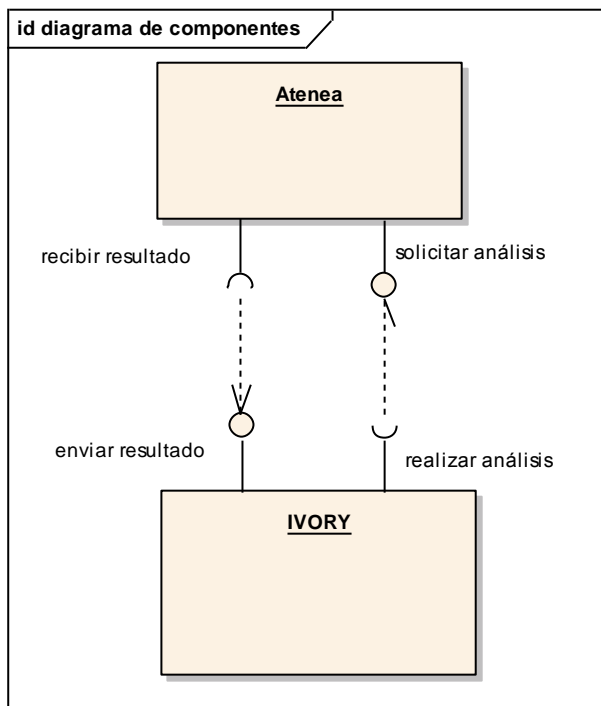 id diagrama de componentes
Atenea
recibir resultado
solicitar análisis
enviar resultado
realizar análisis
IVORY